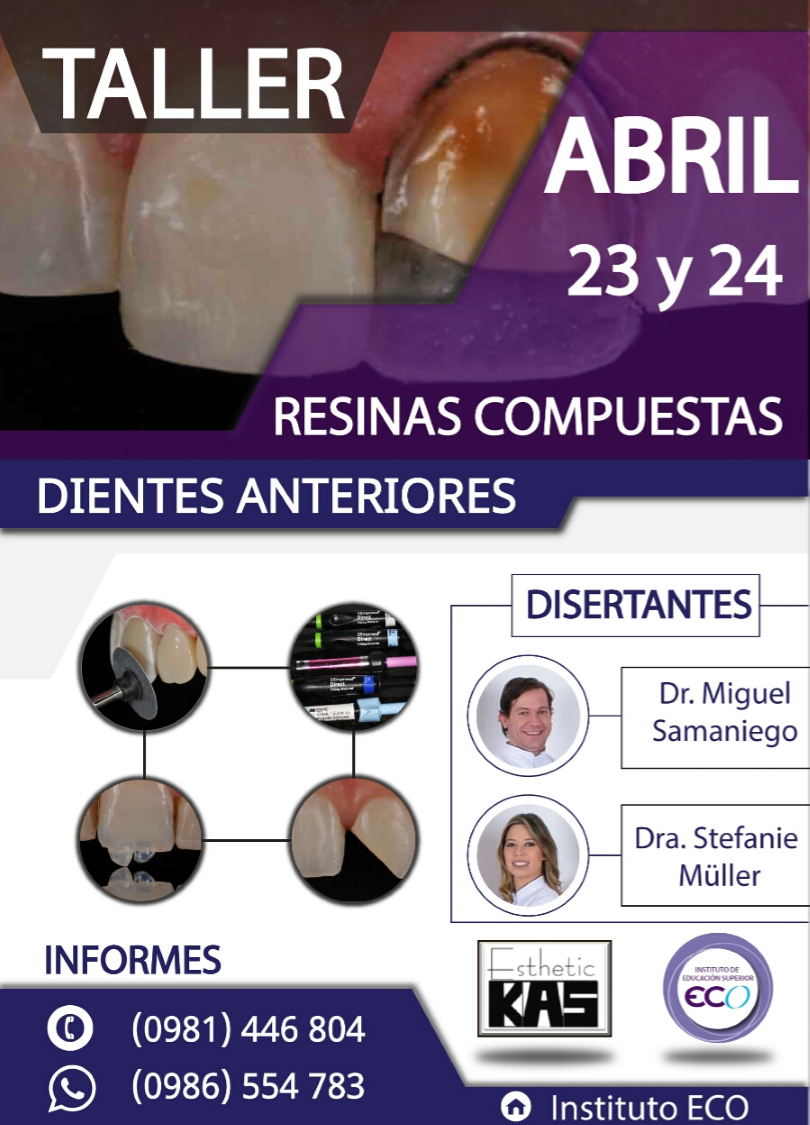 TALLER
ABRIL
23 y 24
RESINAS COMPUESTAS
DIENTES ANTERIORES
DISERTANTES
Dr. Miguel
Samaniego
Dra. Stefanie
Müller
INFORMES
(0981) 446 804
(0986) 554 783
Esthetic
KAS
INSTITUTO DE
EDUCACIÓN SUPERIOR
ECO
Instituto ECO